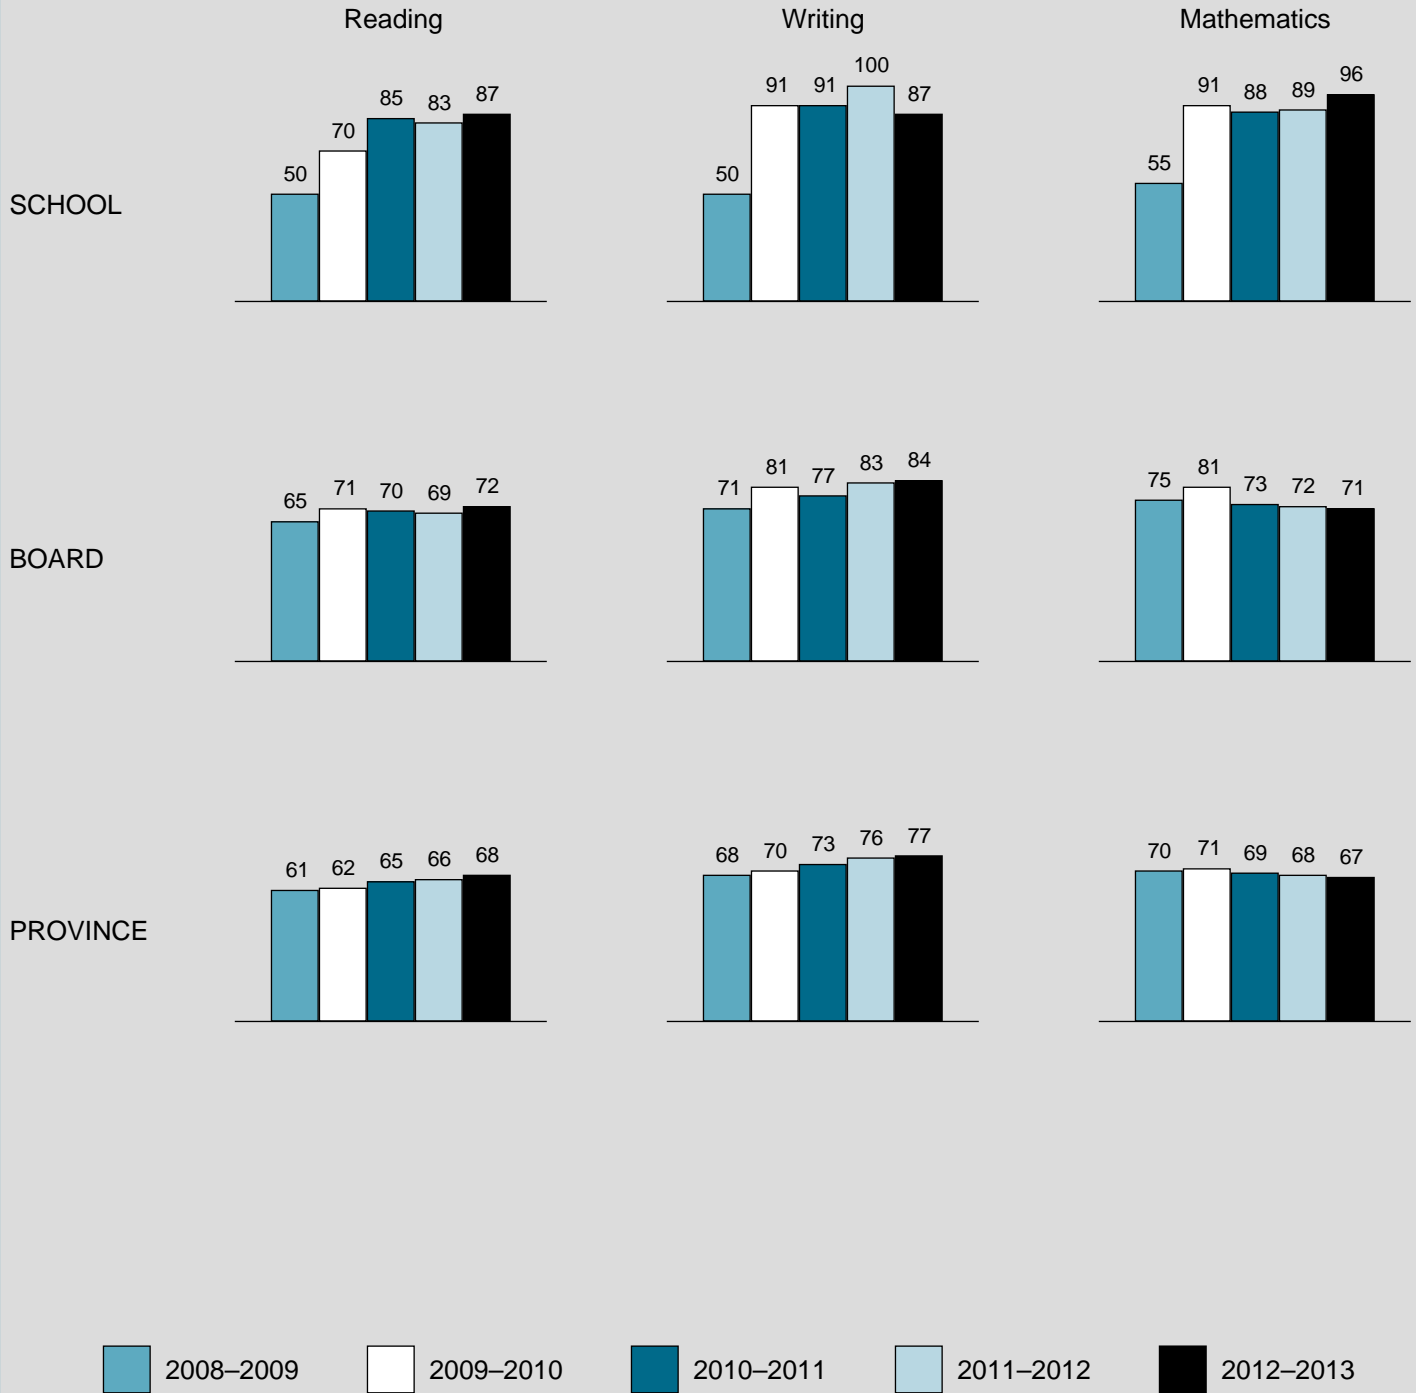 Reading Writing Mathematics
SCHOOL
50 70 85 83 87
50 91 91 100 87
55 91 88 89 96
BOARD
65 71 70 69 72
71 81 77 83 84
75 81 73 72 71
PROVINCE
61 62 65 66 68
68 70 73 76 77
70 71 69 68 67
2008–2009 2009–2010 2010–2011 2011–2012 2012–2013